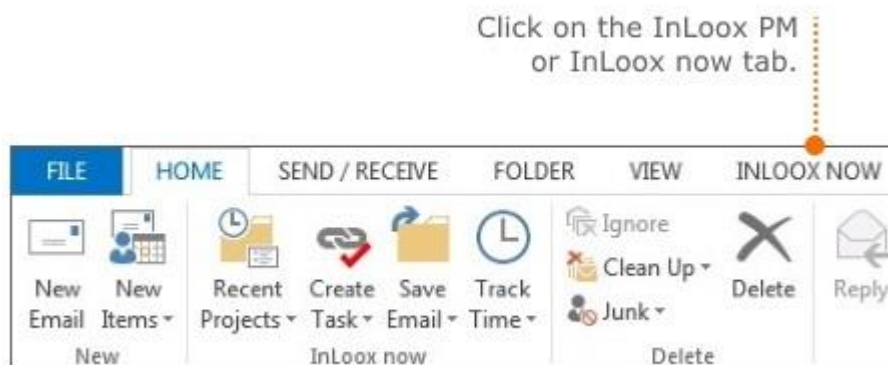 Click on the InLoox PM
or InLoox now tab.
FILE HOME SEND / RECEIVE FOLDER VIEW INLOOX NOW
Ignore
Clean Up
Junk
New Email
New Items
Recent Projects
Create Task
Save Email
Track Time
Delete
Reply
New InLoox now Delete